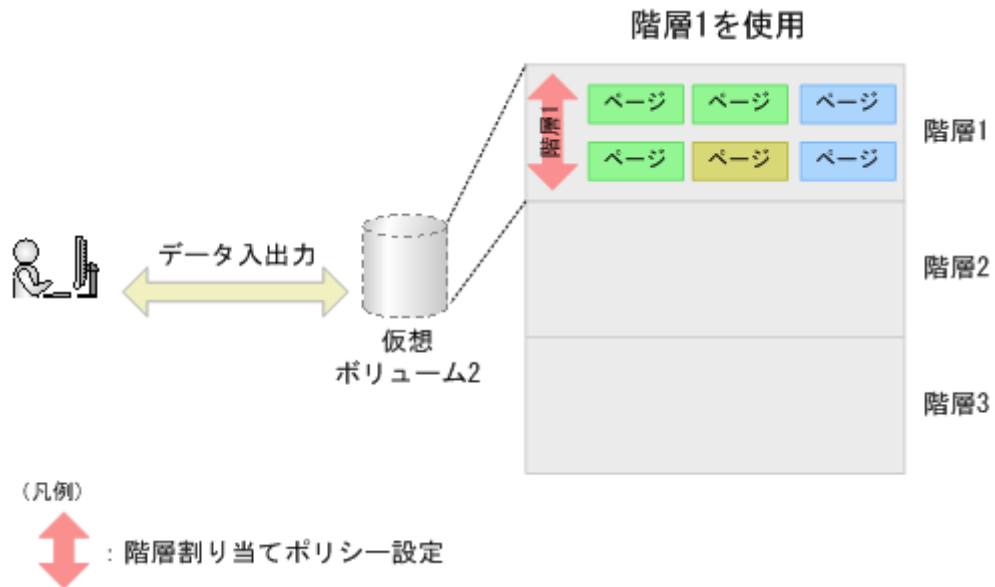 階層1を使用
階層1
ページ ページ ページ
ページ ページ ページ
階層1
データ入出力
階層2
仮想
ボリューム2
階層3
（凡例）
：階層割り当てポリシー設定